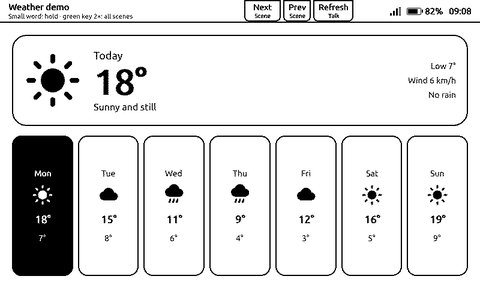 Weather demo
Small word: hold · green key 2×: all scenes
Next
Scene
Prev
Scene
Refresh
Talk
82% 09:08
Today
18°
Sunny and still
Low 7°
Wind 6 km/h
No rain
Mon
18°
7°
Tue
15°
8°
Wed
11°
6°
Thu
9°
4°
Fri
12°
3°
Sat
16°
5°
Sun
19°
9°